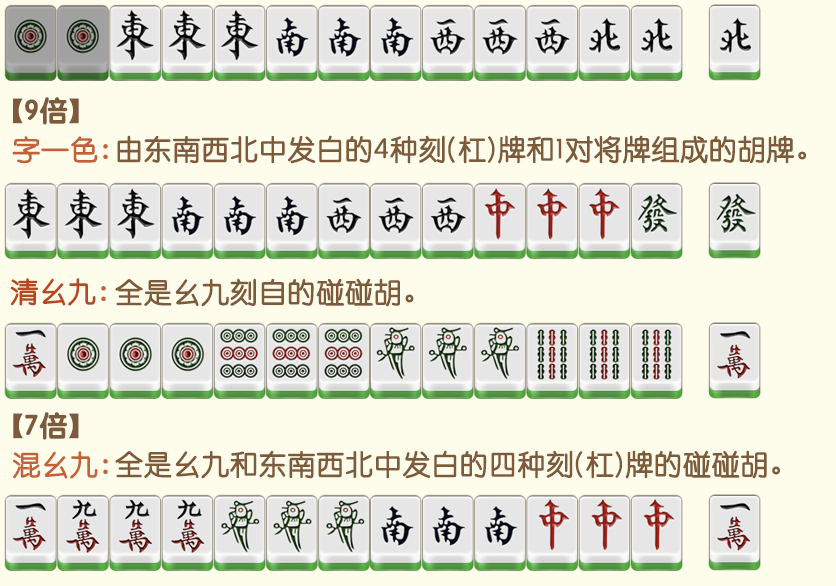 東 東 東 南 南 南 西 西 西 北 北 北
【9倍】
字一色:由东南西北中发白的4种刻(杠)牌和1对将牌组成的胡牌。
東 東 東 南 南 南 西 西 西 中 中 中 發 發
清幺九:全是幺九刻自的碰碰胡。
一萬 一萬
【7倍】
混幺九:全是幺九和东南西北中发白的四种刻(杠)牌的碰碰胡。
一萬 九萬 九萬 九萬 南 南 南 中 中 中 一萬